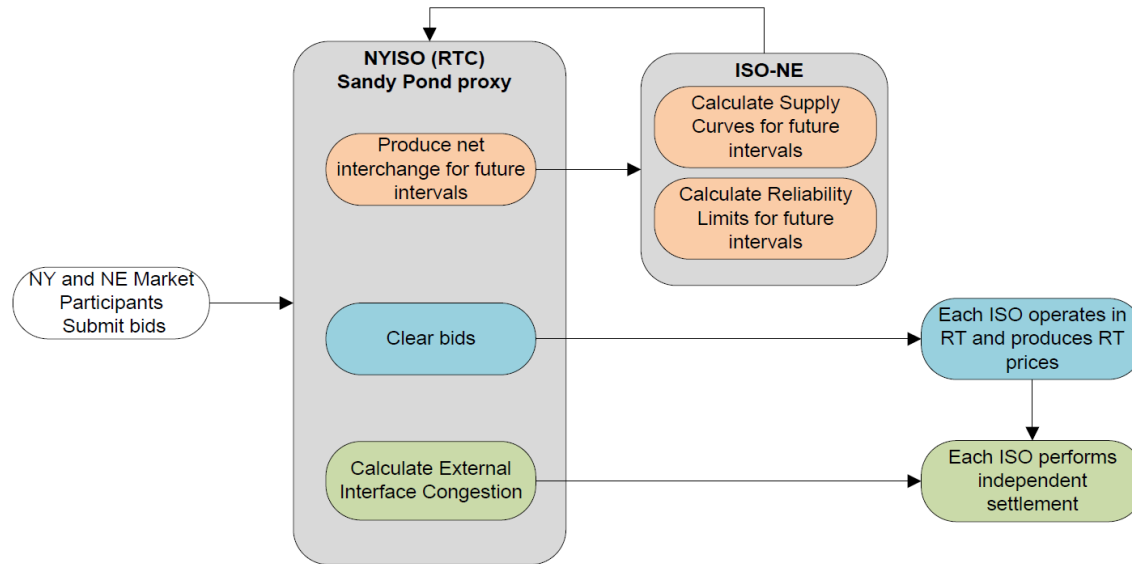 NYISO (RTC)
Sandy Pond proxy
ISO-NE
Calculate Supply
Curves for future
intervals
Produce net
interchange for future
intervals
Calculate Reliability
Limits for future
intervals
NY and NE Market
Participants
Submit bids
Clear bids
Each ISO operates in
RT and produces RT
prices
Calculate External
Interface Congestion
Each ISO performs
independent
settlement